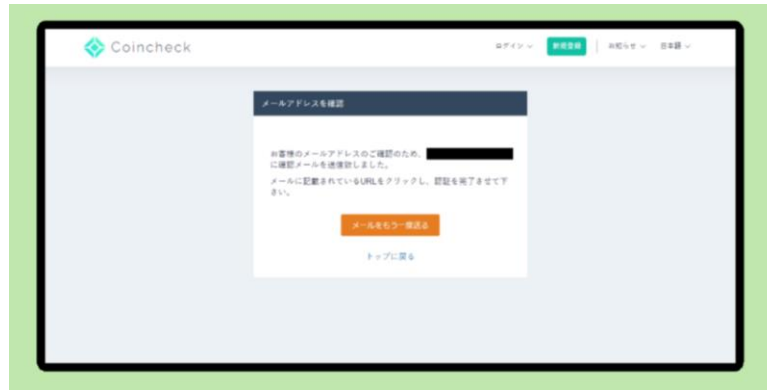 Coincheck
ログイン
新規登録
お知らせ
日本語
メールアドレスを確認
お客様のメールアドレスのご確認のため、
に確認メールを送信致しました。
メールに記載されているURLをクリックし、認証を完了させて下
さい。
メールをもう一度送る
トップに戻る